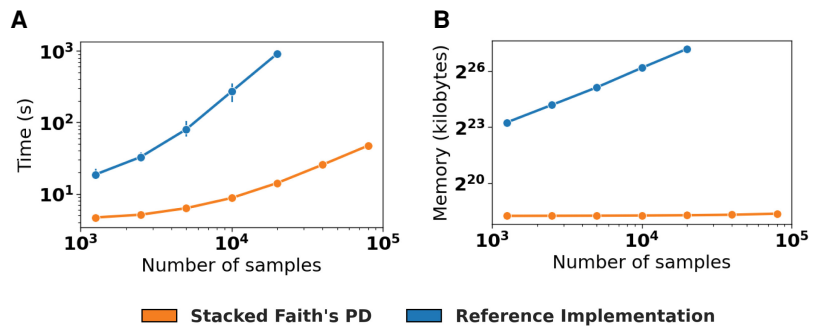 A
B
10³
10²
10¹
Time (s)
10³
10⁴
10⁵
Number of samples
2²⁶
2²³
2²⁰
Memory (kilobytes)
10³
10⁴
10⁵
Number of samples
Stacked Faith's PD
Reference Implementation